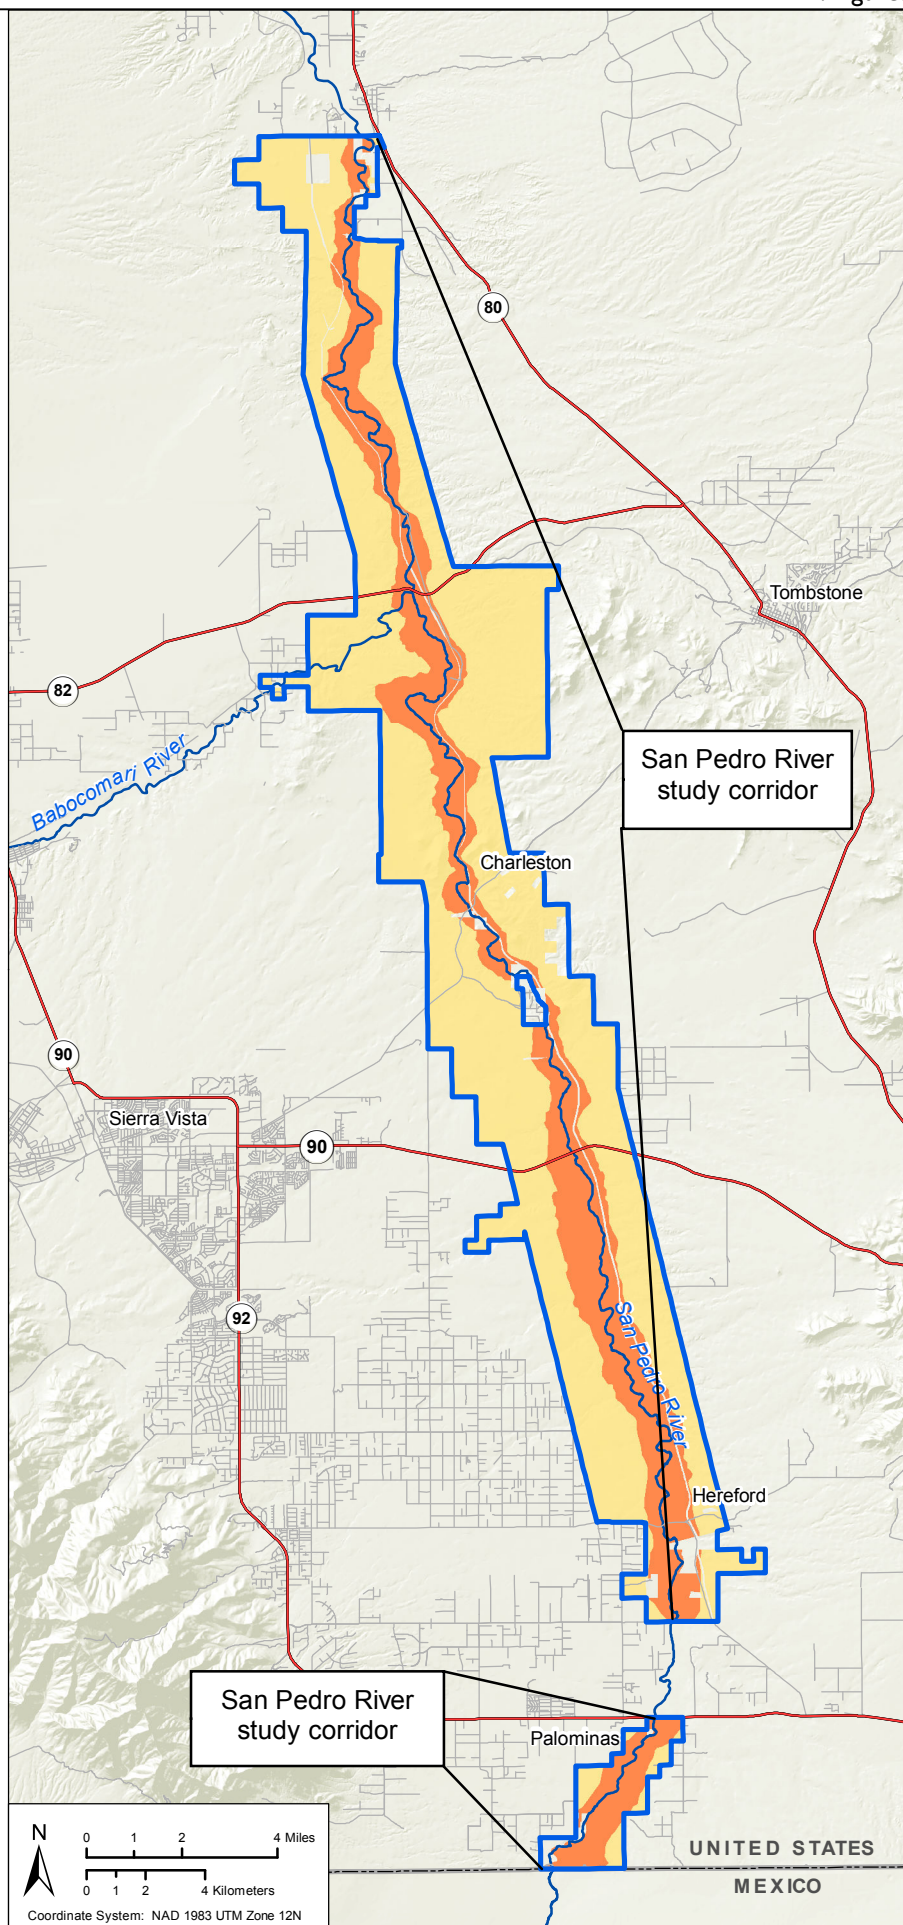 80
Tombstone
82
Babocomari River
San Pedro River
study corridor
Charleston
90
Sierra Vista
90
92
San Pedro River
Hereford
San Pedro River
study corridor
Palominas
N
0 1 2 4 Miles
0 1 2 4 Kilometers
Coordinate System: NAD 1983 UTM Zone 12N
UNITED STATES
MEXICO